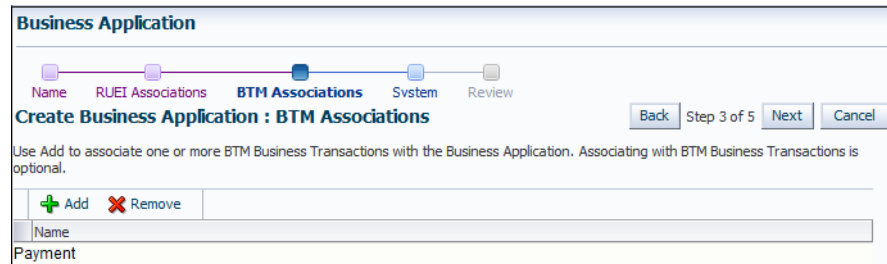 Business Application
Name RUEI Associations BTM Associations System Review
Create Business Application : BTM Associations Back Step 3 of 5 Next Cancel
Use Add to associate one or more BTM Business Transactions with the Business Application. Associating with BTM Business Transactions is
optional.
Add Remove
Name
Payment